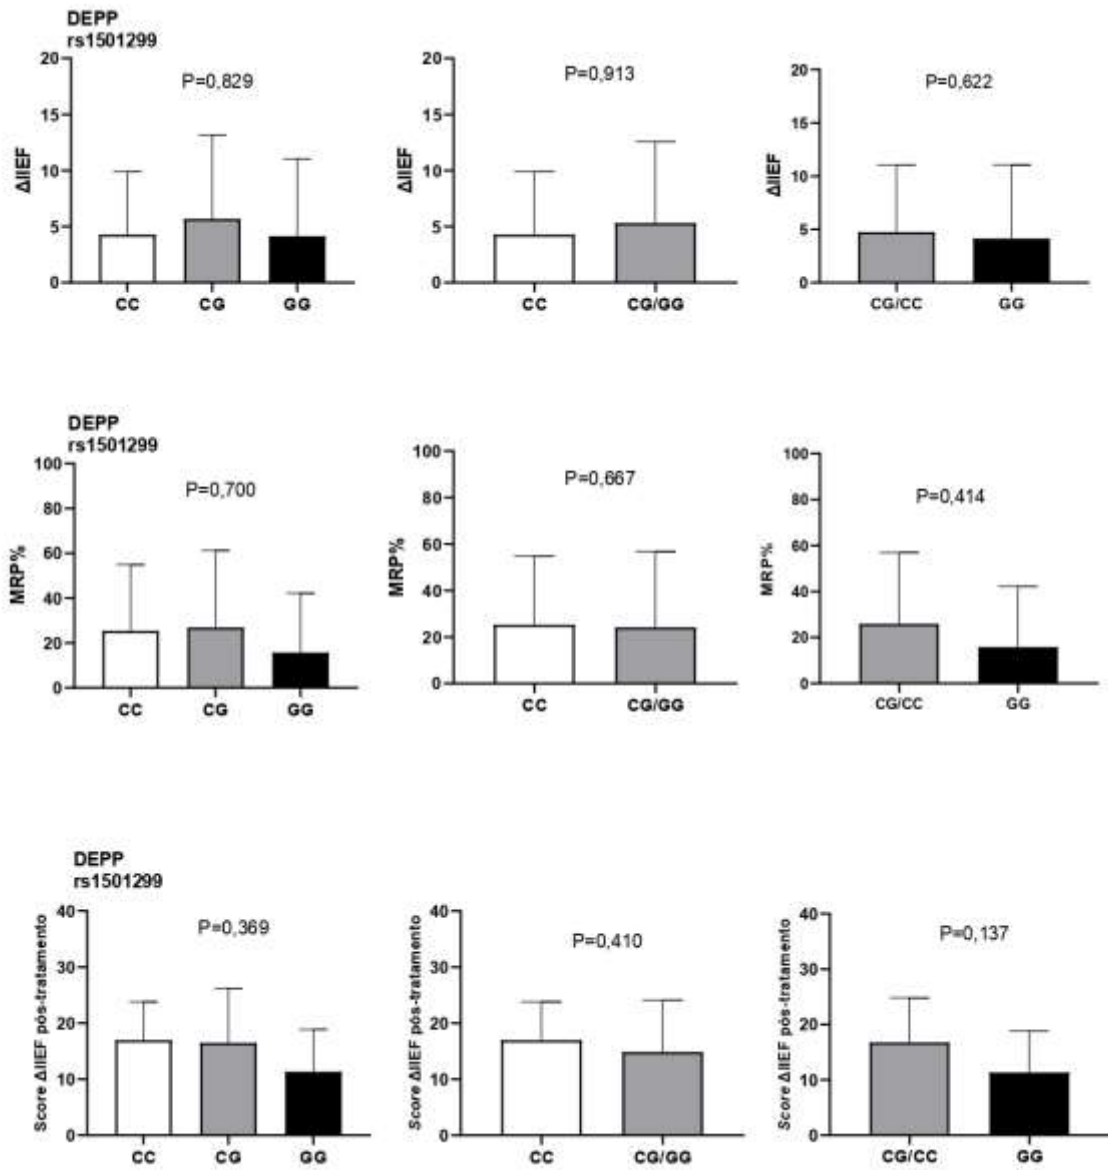 DEPP
rs1501299
20
15
10
5
0
ΔIIEF
P=0,829
CC CG GG
20
15
10
5
0
ΔIIEF
P=0,913
CC CG/GG
20
15
10
5
0
ΔIIEF
P=0,622
CG/CC GG
DEPP
rs1501299
100
80
60
40
20
0
MRP%
P=0,700
CC CG GG
100
80
60
40
20
0
MRP%
P=0,667
CC CG/GG
100
80
60
40
20
0
MRP%
P=0,414
CG/CC GG
DEPP
rs1501299
40
30
20
10
0
Score ΔIIEF pós-tratamento
P=0,369
CC CG GG
40
30
20
10
0
Score ΔIIEF pós-tratamento
P=0,410
CC CG/GG
40
30
20
10
0
Score ΔIIEF pós-tratamento
P=0,137
CG/CC GG